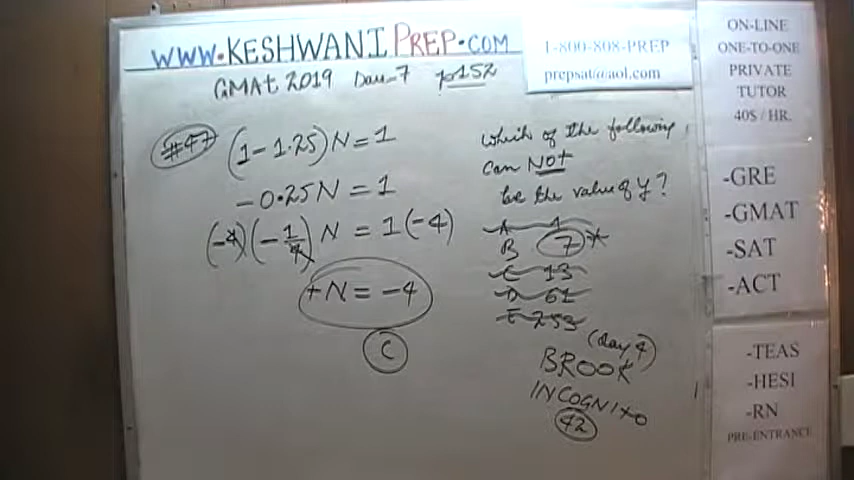 WWW.KESHWANIPREP.COM
GMAt 2019 Day-7 p152
1-800-808-PREP
prepsat@aol.com
#47 (1-1.25)N=1
-0.25N=1
(-4)(-1/4)N=1(-4)
+N=-4
C
Which of the following
can NOt
be the value of Y?
A 1
B 7*
C 13
D 61
E 253
(day 4)
BROOK
INCOGNITO
42
ON-LINE
ONE-TO-ONE
PRIVATE
TUTOR
40$ / HR.
-GRE
-GMAT
-SAT
-ACT
-TEAS
-HESI
-RN
PRE-ENTRANCE